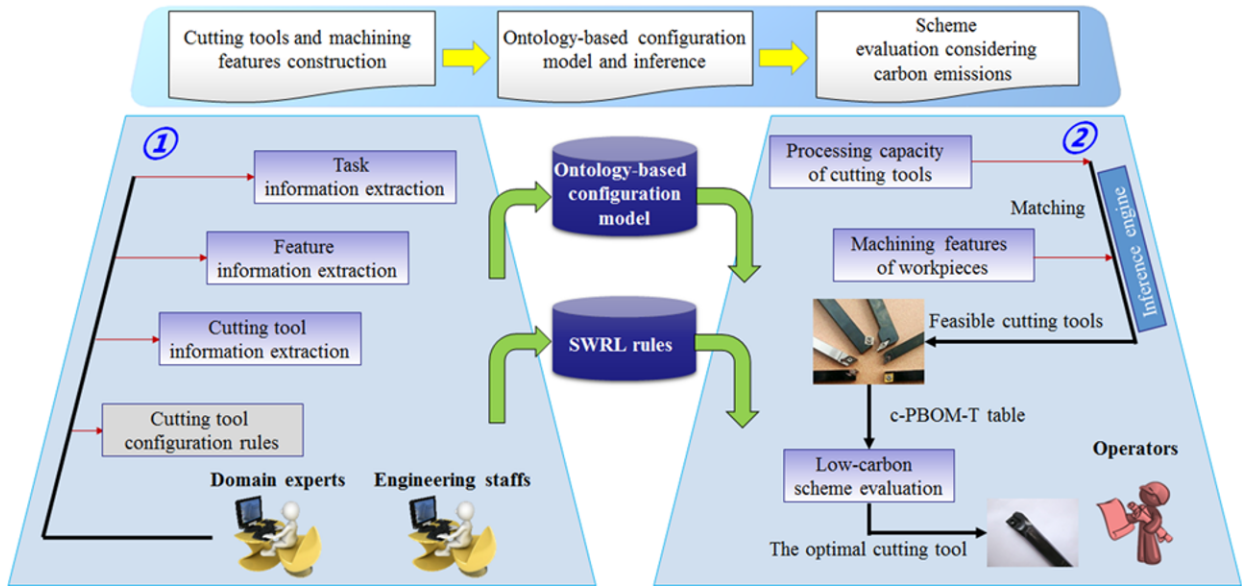 Cutting tools and machining
features construction
Ontology-based configuration
model and inference
Scheme
evaluation considering
carbon emissions
①
Task
information extraction
Feature
information extraction
Cutting tool
information extraction
Cutting tool
configuration rules
Domain experts
Engineering staffs
Ontology-based
configuration
model
SWRL rules
②
Processing capacity
of cutting tools
Matching
Machining features
of workpieces
Inference engine
Feasible cutting tools
c-PBOM-T table
Low-carbon
scheme evaluation
The optimal cutting tool
Operators